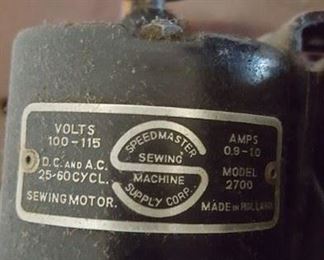 VOLTS
100-115
D.C. AND A.C.
25-60 CYCL.
SEWING MOTOR.
SPEEDMASTER
SEWING
MACHINE
SUPPLY CORP.
AMPS
0,9-1,0
MODEL
2700
MADE IN HOLLAND